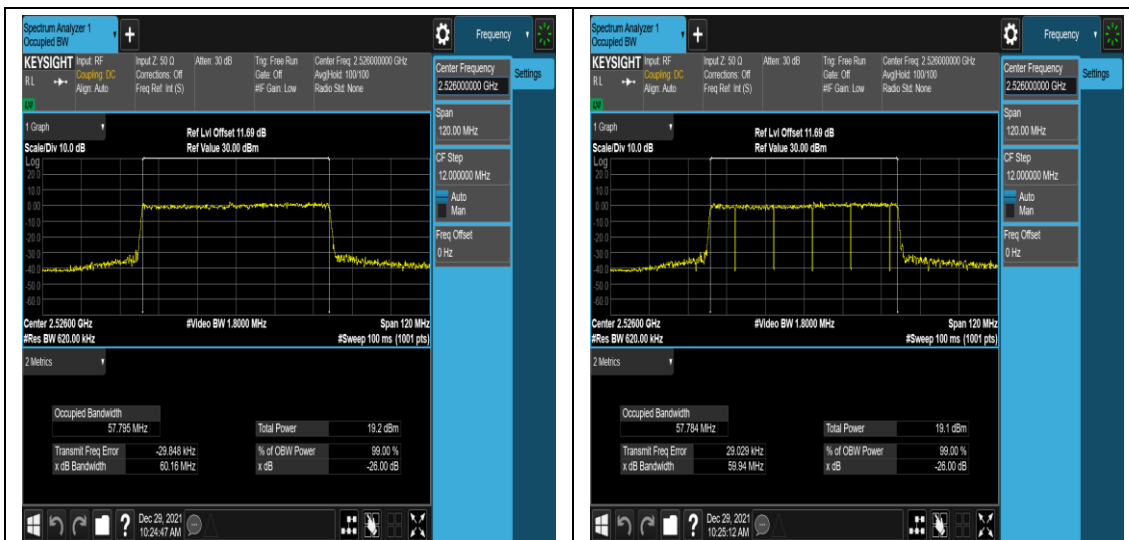 Spectrum Analyzer 1
Occupied BW
+
Frequency
KEYSIGHT
R L
Input: RF
Coupling: DC
Align: Auto
Input Z: 50 Ω
Corrections: Off
Freq Ref: Int (S)
Atten: 30 dB
Trig: Free Run
Gate: Off
#IF Gain: Low
Center Freq: 2.526000000 GHz
Avg|Hold: 100/100
Radio Std: None
Center Frequency
2.526000000 GHz
Settings
Span
120.00 MHz
CF Step
12.000000 MHz
Auto
Man
Freq Offset
0 Hz
1 Graph
Scale/Div 10.0 dB
Ref Lvl Offset 11.69 dB
Ref Value 30.00 dBm
Log
20.0
10.0
0.00
-10.0
-20.0
-30.0
-40.0
-50.0
-60.0
Center 2.52600 GHz
#Res BW 620.00 kHz
#Video BW 1.8000 MHz
Span 120 MHz
#Sweep 100 ms (1001 pts)
2 Metrics
Occupied Bandwidth
57.795 MHz
Total Power 19.2 dBm
Transmit Freq Error -29.848 kHz
% of OBW Power 99.00 %
x dB Bandwidth 60.16 MHz
x dB -26.00 dB
?
Dec 29, 2021
10:24:47 AM
Spectrum Analyzer 1
Occupied BW
+
Frequency
KEYSIGHT
R L
Input: RF
Coupling: DC
Align: Auto
Input Z: 50 Ω
Corrections: Off
Freq Ref: Int (S)
Atten: 30 dB
Trig: Free Run
Gate: Off
#IF Gain: Low
Center Freq: 2.526000000 GHz
Avg|Hold: 100/100
Radio Std: None
Center Frequency
2.526000000 GHz
Settings
Span
120.00 MHz
CF Step
12.000000 MHz
Auto
Man
Freq Offset
0 Hz
1 Graph
Scale/Div 10.0 dB
Ref Lvl Offset 11.69 dB
Ref Value 30.00 dBm
Log
20.0
10.0
0.00
-10.0
-20.0
-30.0
-40.0
-50.0
-60.0
Center 2.52600 GHz
#Res BW 620.00 kHz
#Video BW 1.8000 MHz
Span 120 MHz
#Sweep 100 ms (1001 pts)
2 Metrics
Occupied Bandwidth
57.784 MHz
Total Power 19.1 dBm
Transmit Freq Error 29.029 kHz
% of OBW Power 99.00 %
x dB Bandwidth 59.94 MHz
x dB -26.00 dB
?
Dec 29, 2021
10:25:12 AM